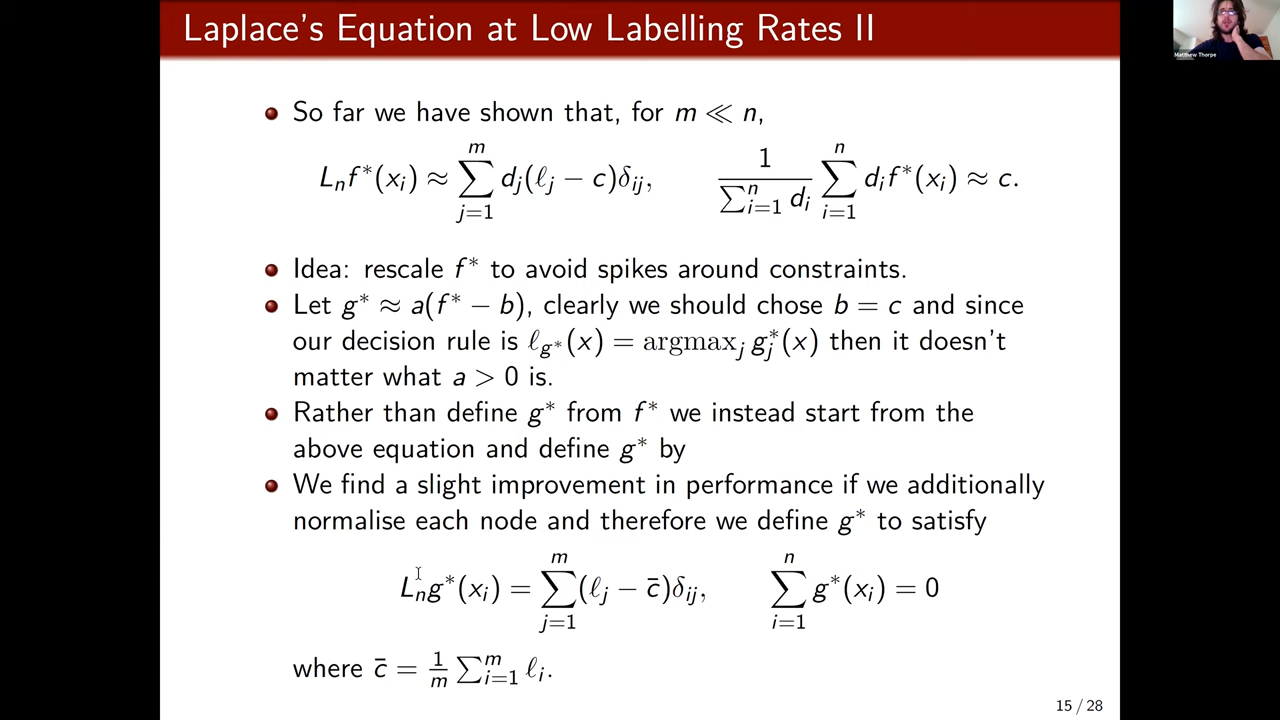 Laplace's Equation at Low Labelling Rates II
Matthew Thorpe
So far we have shown that, for m ≪ n,
L_n f*(x_i) ≈ ∑_{j=1}^{m} d_j(ℓ_j − c)δ_{ij}, 1/(∑_{i=1}^{n} d_i) ∑_{i=1}^{n} d_i f*(x_i) ≈ c.
Idea: rescale f* to avoid spikes around constraints.
Let g* ≈ a(f* − b), clearly we should chose b = c and since
our decision rule is ℓ_{g*}(x) = argmax_j g*_j(x) then it doesn't
matter what a > 0 is.
Rather than define g* from f* we instead start from the
above equation and define g* by
We find a slight improvement in performance if we additionally
normalise each node and therefore we define g* to satisfy
L_n g*(x_i) = ∑_{j=1}^{m} (ℓ_j − c̄)δ_{ij}, ∑_{i=1}^{n} g*(x_i) = 0
where c̄ = 1/m ∑_{i=1}^{m} ℓ_i.
15 / 28